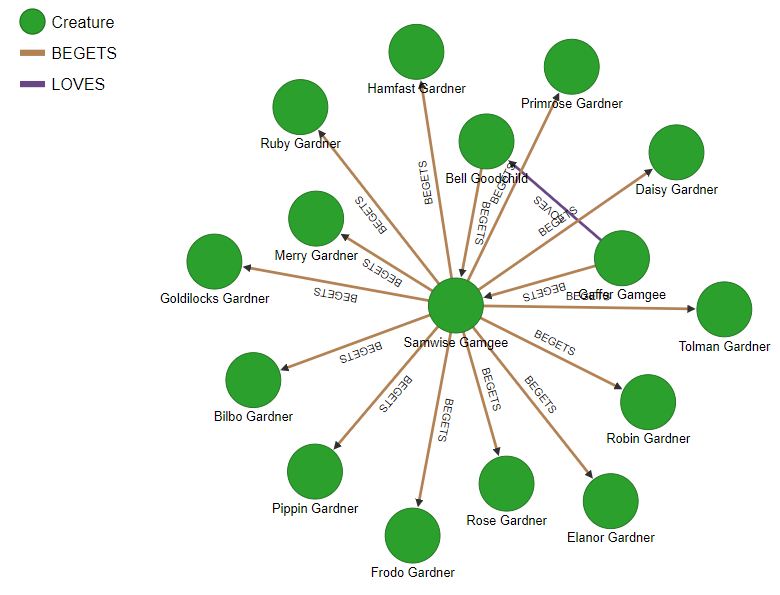 Creature
BEGETS
LOVES
Hamfast Gardner
Primrose Gardner
Ruby Gardner
Bell Goodchild
Daisy Gardner
BEGETS
BEGETS
BEGETS
BEGETS
LOVES
BEGETS
Merry Gardner
BEGETS
Goldilocks Gardner
BEGETS
BEGETS
BEGETS
Gaffer Gamgee
Samwise Gamgee
Tolman Gardner
BEGETS
BEGETS
Bilbo Gardner
BEGETS
BEGETS
BEGETS
BEGETS
Robin Gardner
Pippin Gardner
Rose Gardner
Elanor Gardner
Frodo Gardner